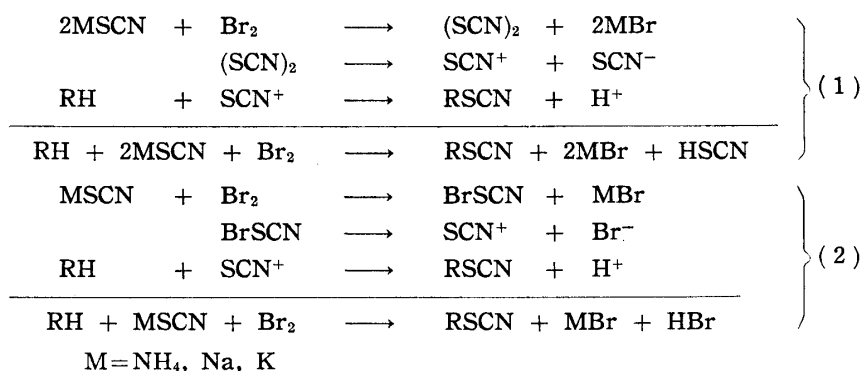 2MSCN + Br₂ (SCN)₂ + 2MBr
(SCN)₂ ⟶ SCN⁺ + SCN⁻
RH + SCN⁺ ⟶ RSCN + H⁺
RH + 2MSCN + Br₂ ⟶ RSCN + 2MBr + HSCN
(1)
MSCN + Br₂ ⟶ BrSCN + MBr
BrSCN ⟶ SCN⁺ + Br⁻
RH + SCN⁺ ⟶ RSCN + H⁺
RH + MSCN + Br₂ ⟶ RSCN + MBr + HBr
(2)
M=NH₄, Na, K